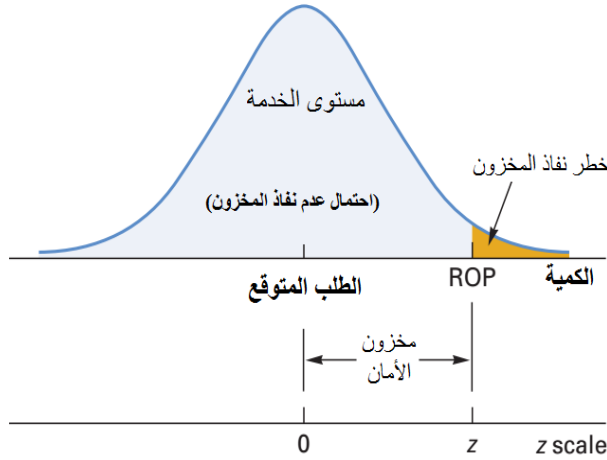 مستوى الخدمة
خطر نفاذ المخزون
(احتمال عدم نفاذ المخزون)
الطلب المتوقع
ROP
الكمية
مخزون
الأمان
0
z
z scale